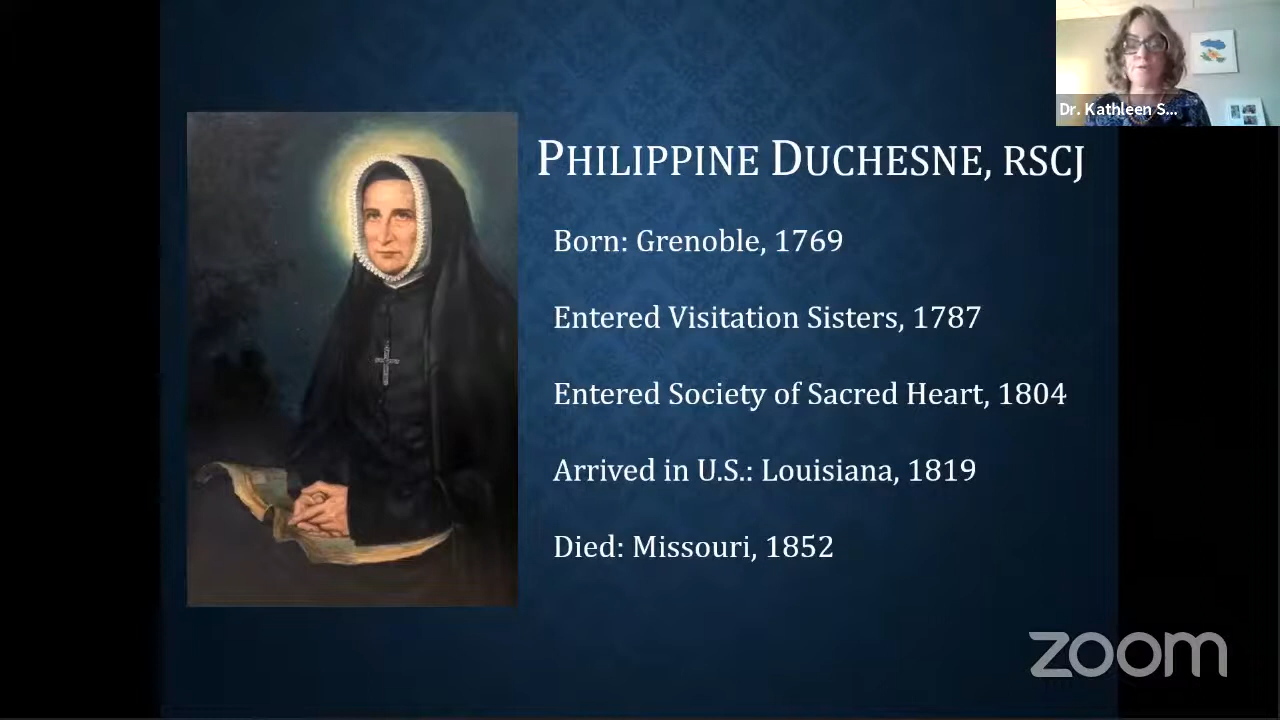 Dr. Kathleen S...
PHILIPPINE DUCHESNE, RSCJ
Born: Grenoble, 1769
Entered Visitation Sisters, 1787
Entered Society of Sacred Heart, 1804
Arrived in U.S.: Louisiana, 1819
Died: Missouri, 1852
zoom